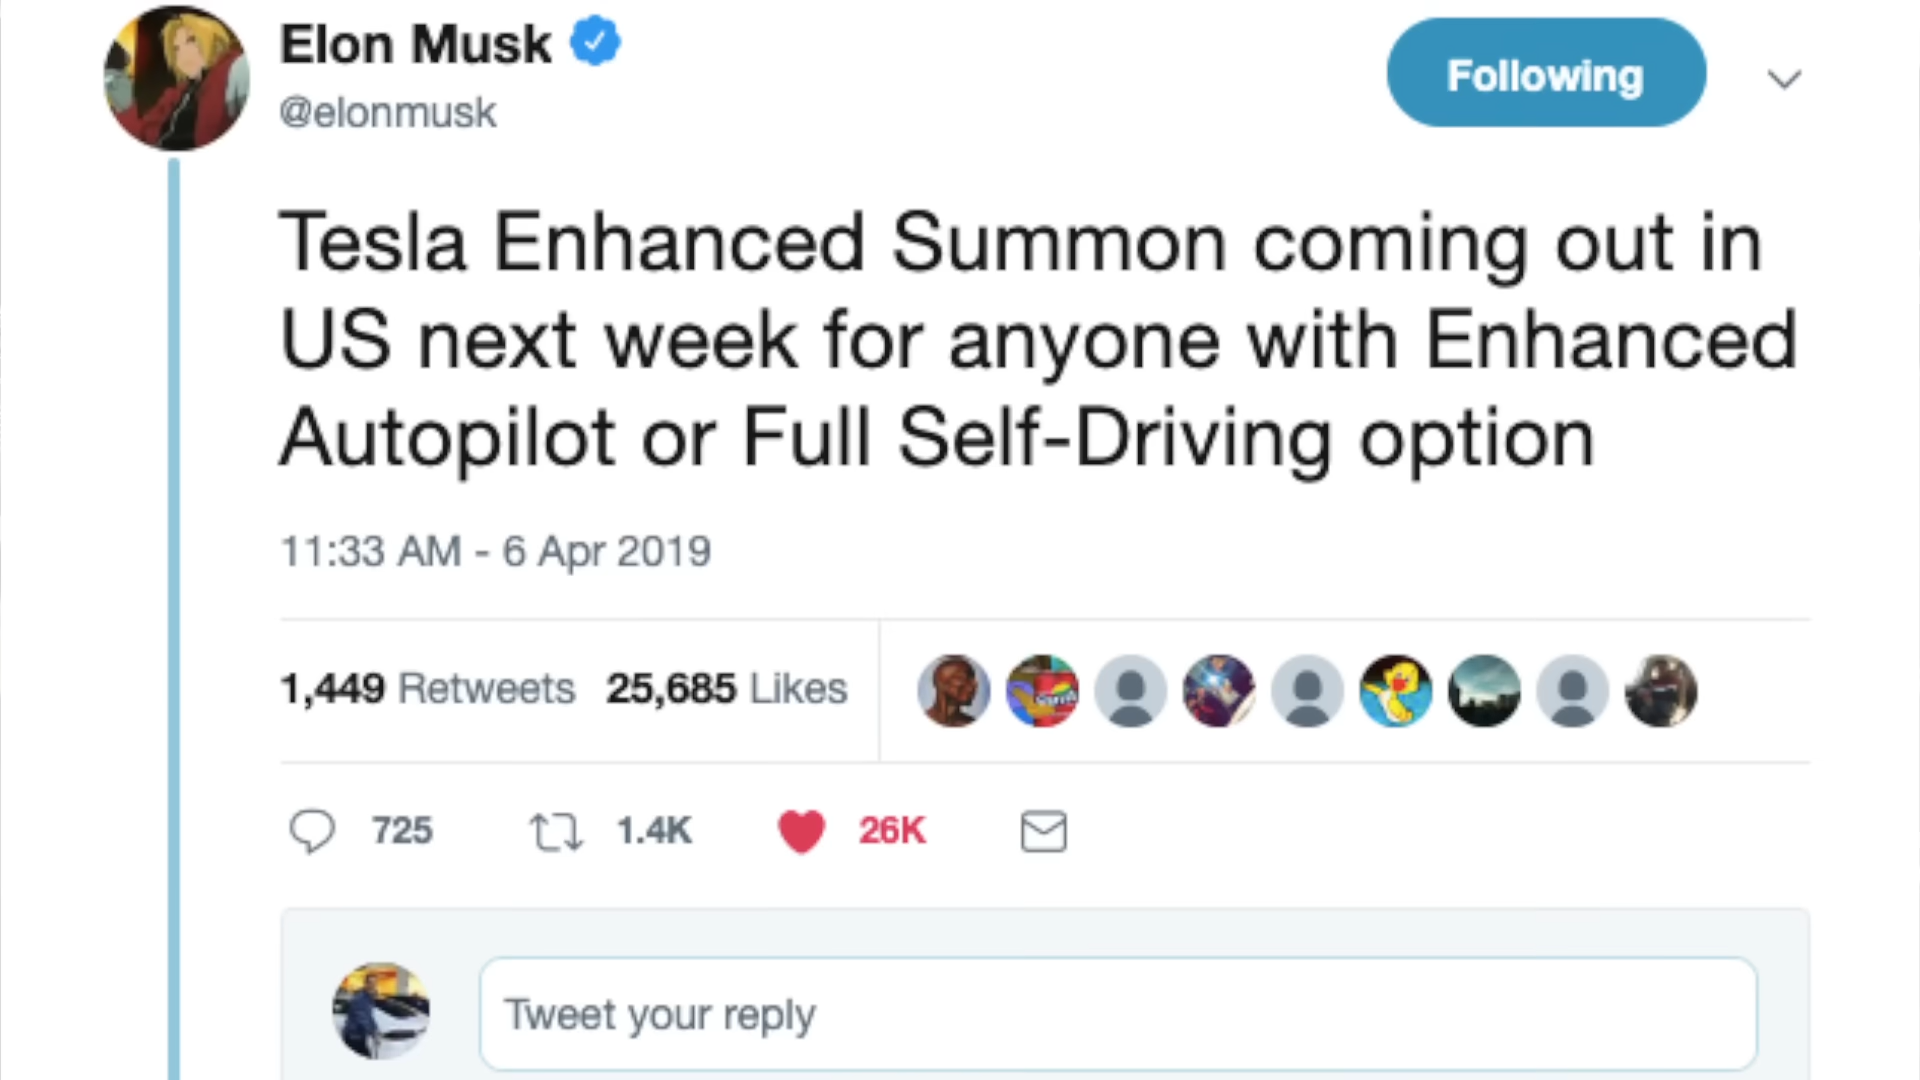 Elon Musk
@elonmusk
Following
Tesla Enhanced Summon coming out in
US next week for anyone with Enhanced
Autopilot or Full Self-Driving option
11:33 AM - 6 Apr 2019
1,449 Retweets 25,685 Likes
725 1.4K 26K
Tweet your reply